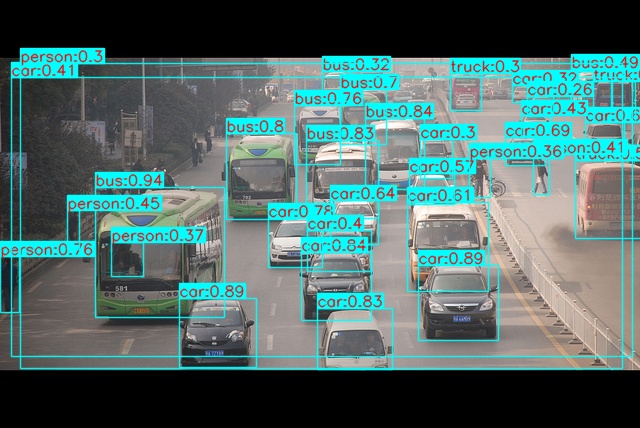 person:0.3
car:0.41
bus:0.32
truck:0.3
bus:0.49
bus:0.7
car:0.32
truck:
car:0.26
bus:0.76
bus:0.84
car:0.43
car:0.6
bus:0.8
bus:0.83
car:0.3
car:0.69
person:0.36
son:0.41
car:0.57
bus:0.94
car:0.64
car:0.61
person:0.45
car:0.78
car:0.4
person:0.37
person:0.76
car:0.84
car:0.89
581
car:0.89
car:0.83